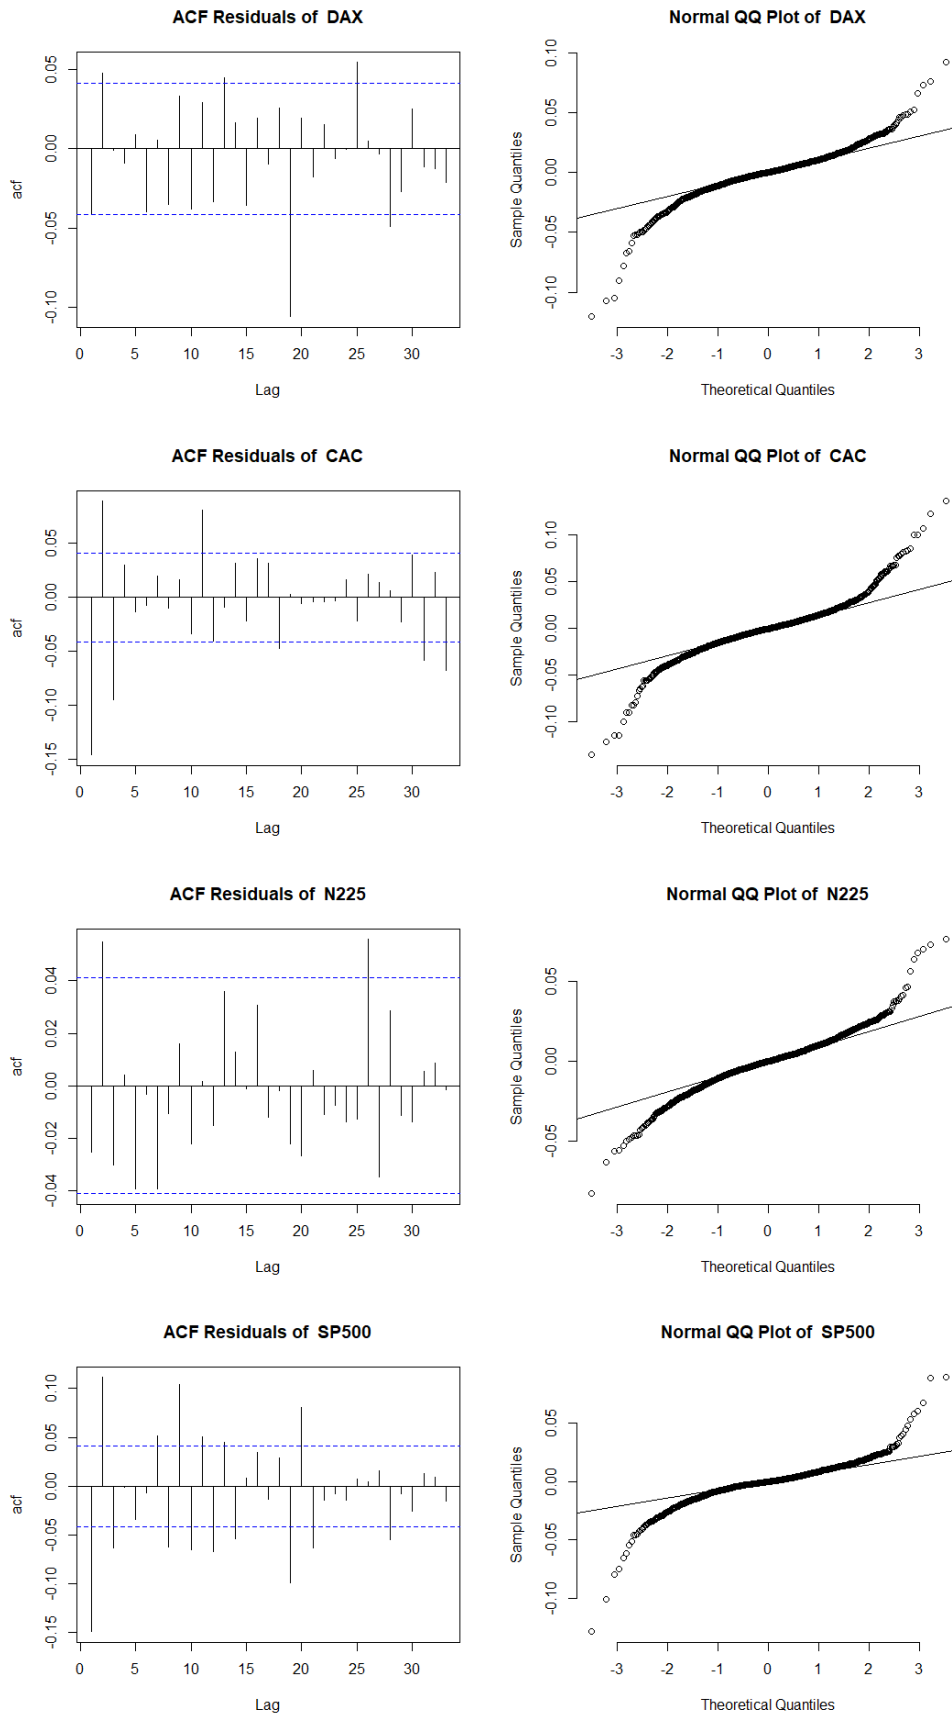 ACF Residuals of  DAX
0.05
0.00
-0.05
-0.10
acf
0 5 10 15 20 25 30
Lag
Normal QQ Plot of  DAX
0.10
0.05
0.00
-0.05
-0.10
Sample Quantiles
-3 -2 -1 0 1 2 3
Theoretical Quantiles
ACF Residuals of  CAC
0.05
0.00
-0.05
-0.10
-0.15
acf
0 5 10 15 20 25 30
Lag
Normal QQ Plot of  CAC
0.10
0.05
0.00
-0.05
-0.10
Sample Quantiles
-3 -2 -1 0 1 2 3
Theoretical Quantiles
ACF Residuals of  N225
0.04
0.02
0.00
-0.02
-0.04
acf
0 5 10 15 20 25 30
Lag
Normal QQ Plot of  N225
0.05
0.00
-0.05
Sample Quantiles
-3 -2 -1 0 1 2 3
Theoretical Quantiles
ACF Residuals of  SP500
0.10
0.05
0.00
-0.05
-0.10
-0.15
acf
0 5 10 15 20 25 30
Lag
Normal QQ Plot of  SP500
0.05
0.00
-0.05
-0.10
Sample Quantiles
-3 -2 -1 0 1 2 3
Theoretical Quantiles